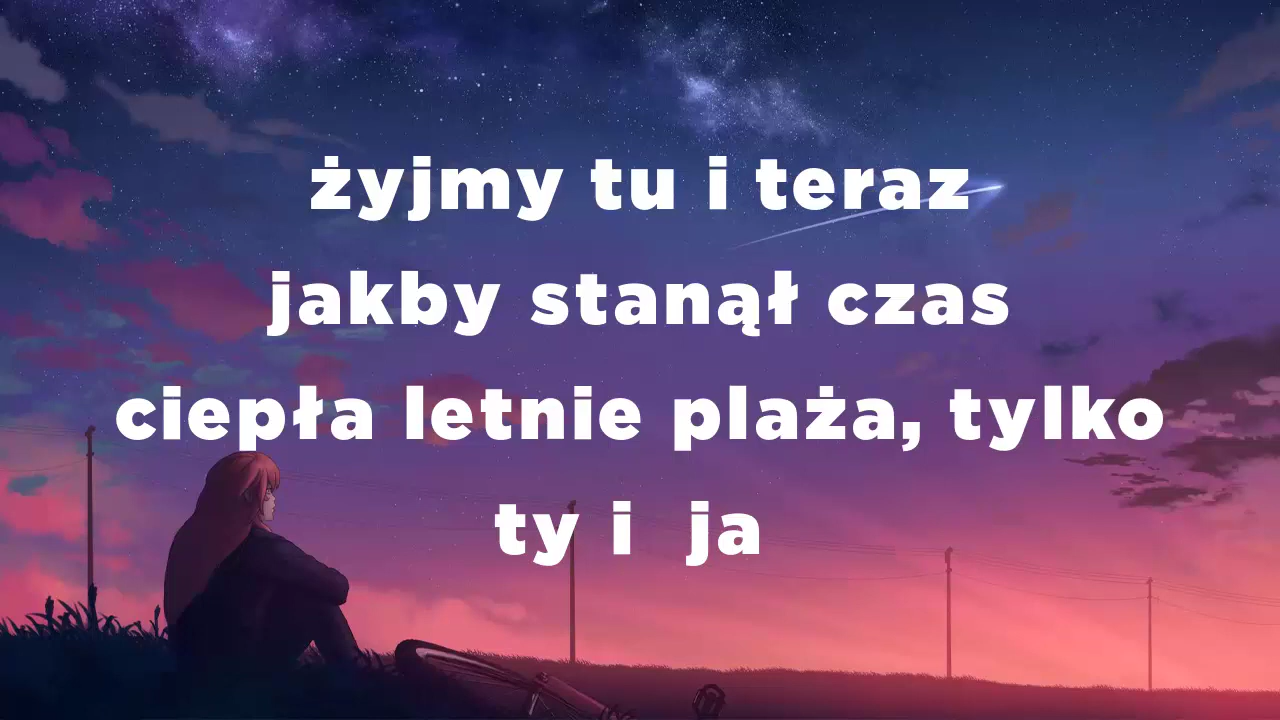 żyjmy tu i teraz
jakby stanął czas
ciepła letnie plaża, tylko
ty i  ja